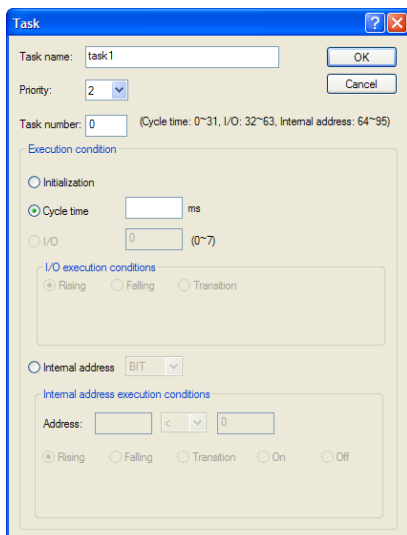 Task
Task name: task1 OK
Priority: 2 Cancel
Task number: 0 (Cycle time: 0~31, I/O: 32~63, Internal address: 64~95)
Execution condition
Initialization
Cycle time ms
I/O 0 (0~7)
I/O execution conditions
Rising Falling Transition
Internal address BIT
Internal address execution conditions
Address: < 0
Rising Falling Transition On Off